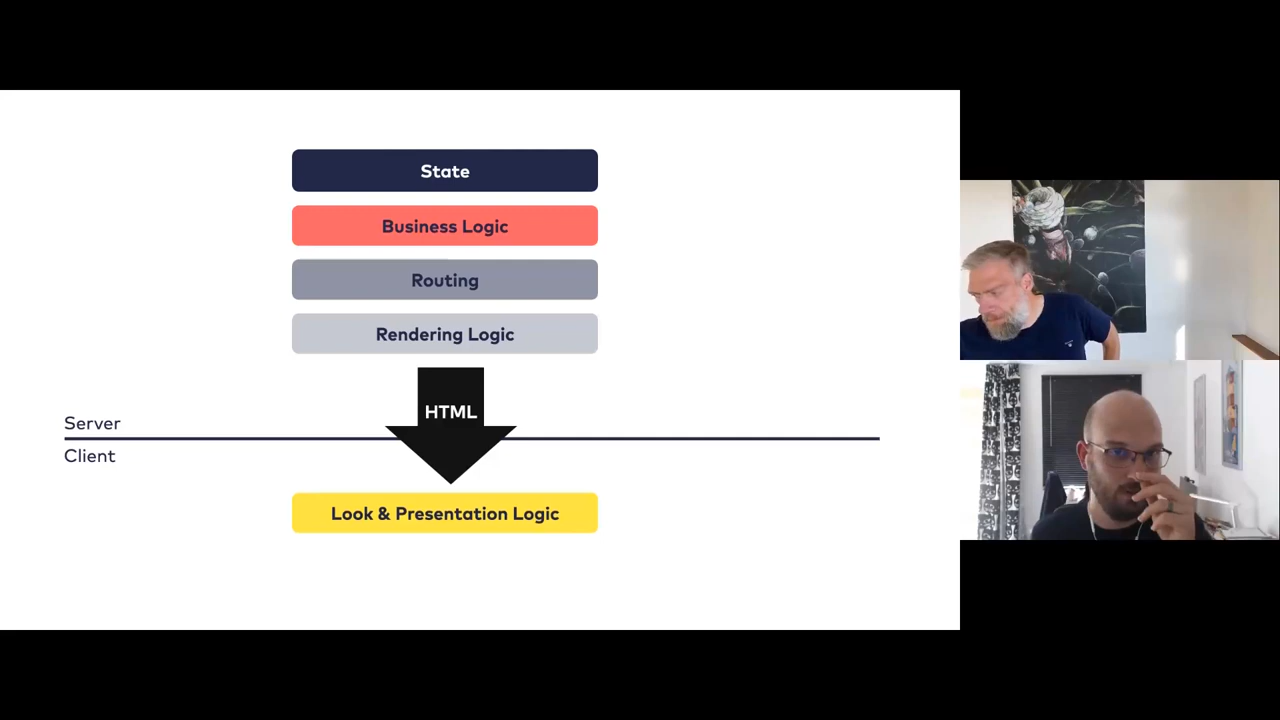 State
Business Logic
Routing
Rendering Logic
HTML
Server
Client
Look & Presentation Logic